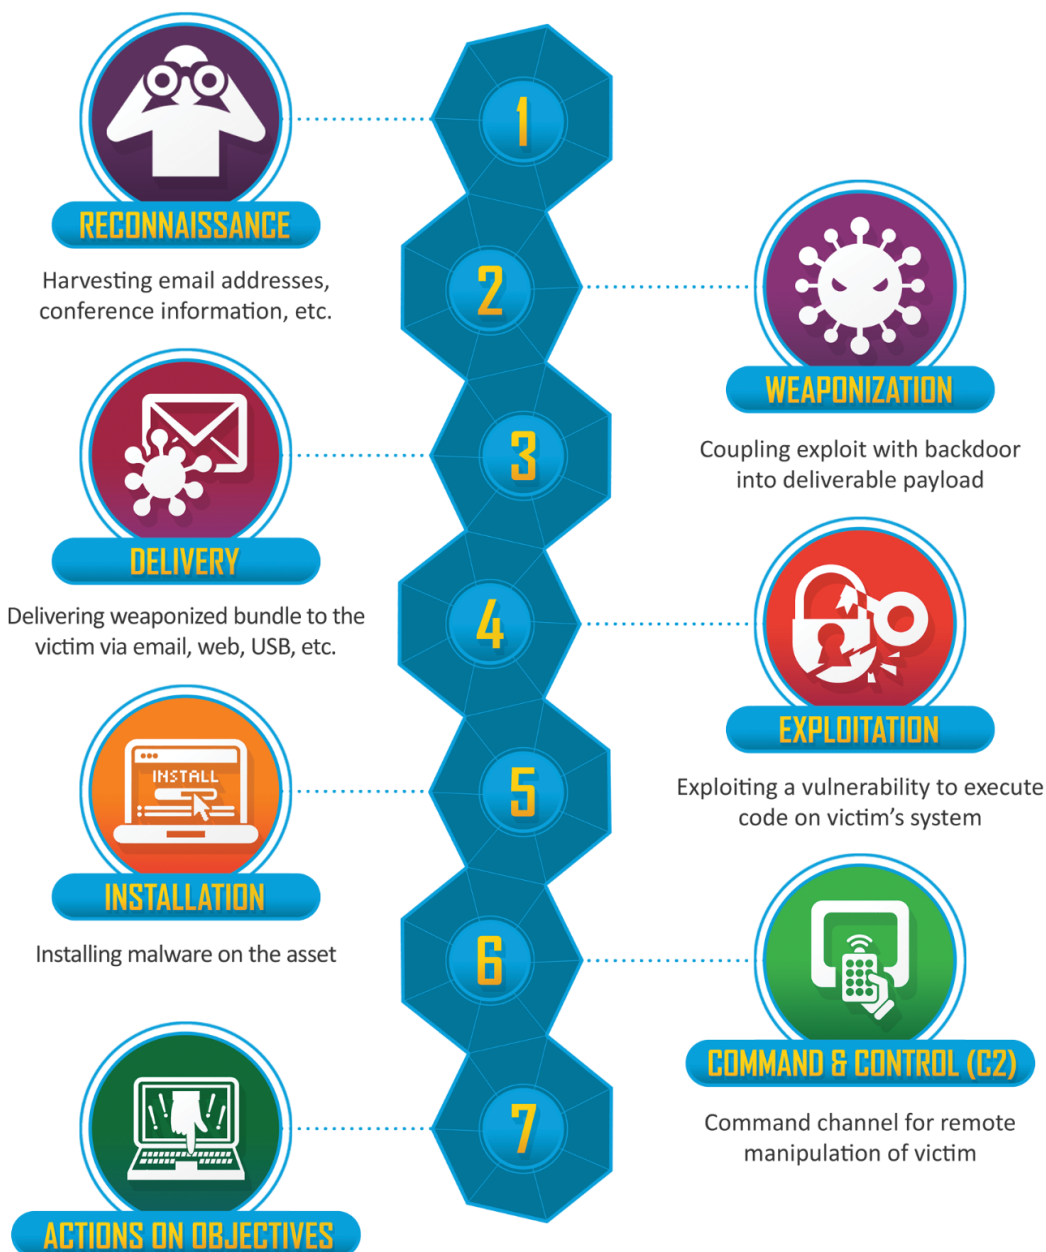 1
RECONNAISSANCE
Harvesting email addresses,
conference information, etc.
2
WEAPONIZATION
Coupling exploit with backdoor
into deliverable payload
3
DELIVERY
Delivering weaponized bundle to the
victim via email, web, USB, etc.
4
EXPLOITATION
Exploiting a vulnerability to execute
code on victim’s system
5
INSTALL
INSTALLATION
Installing malware on the asset
6
COMMAND & CONTROL (C2)
Command channel for remote
manipulation of victim
7
! ! ! !
ACTIONS ON OBJECTIVES